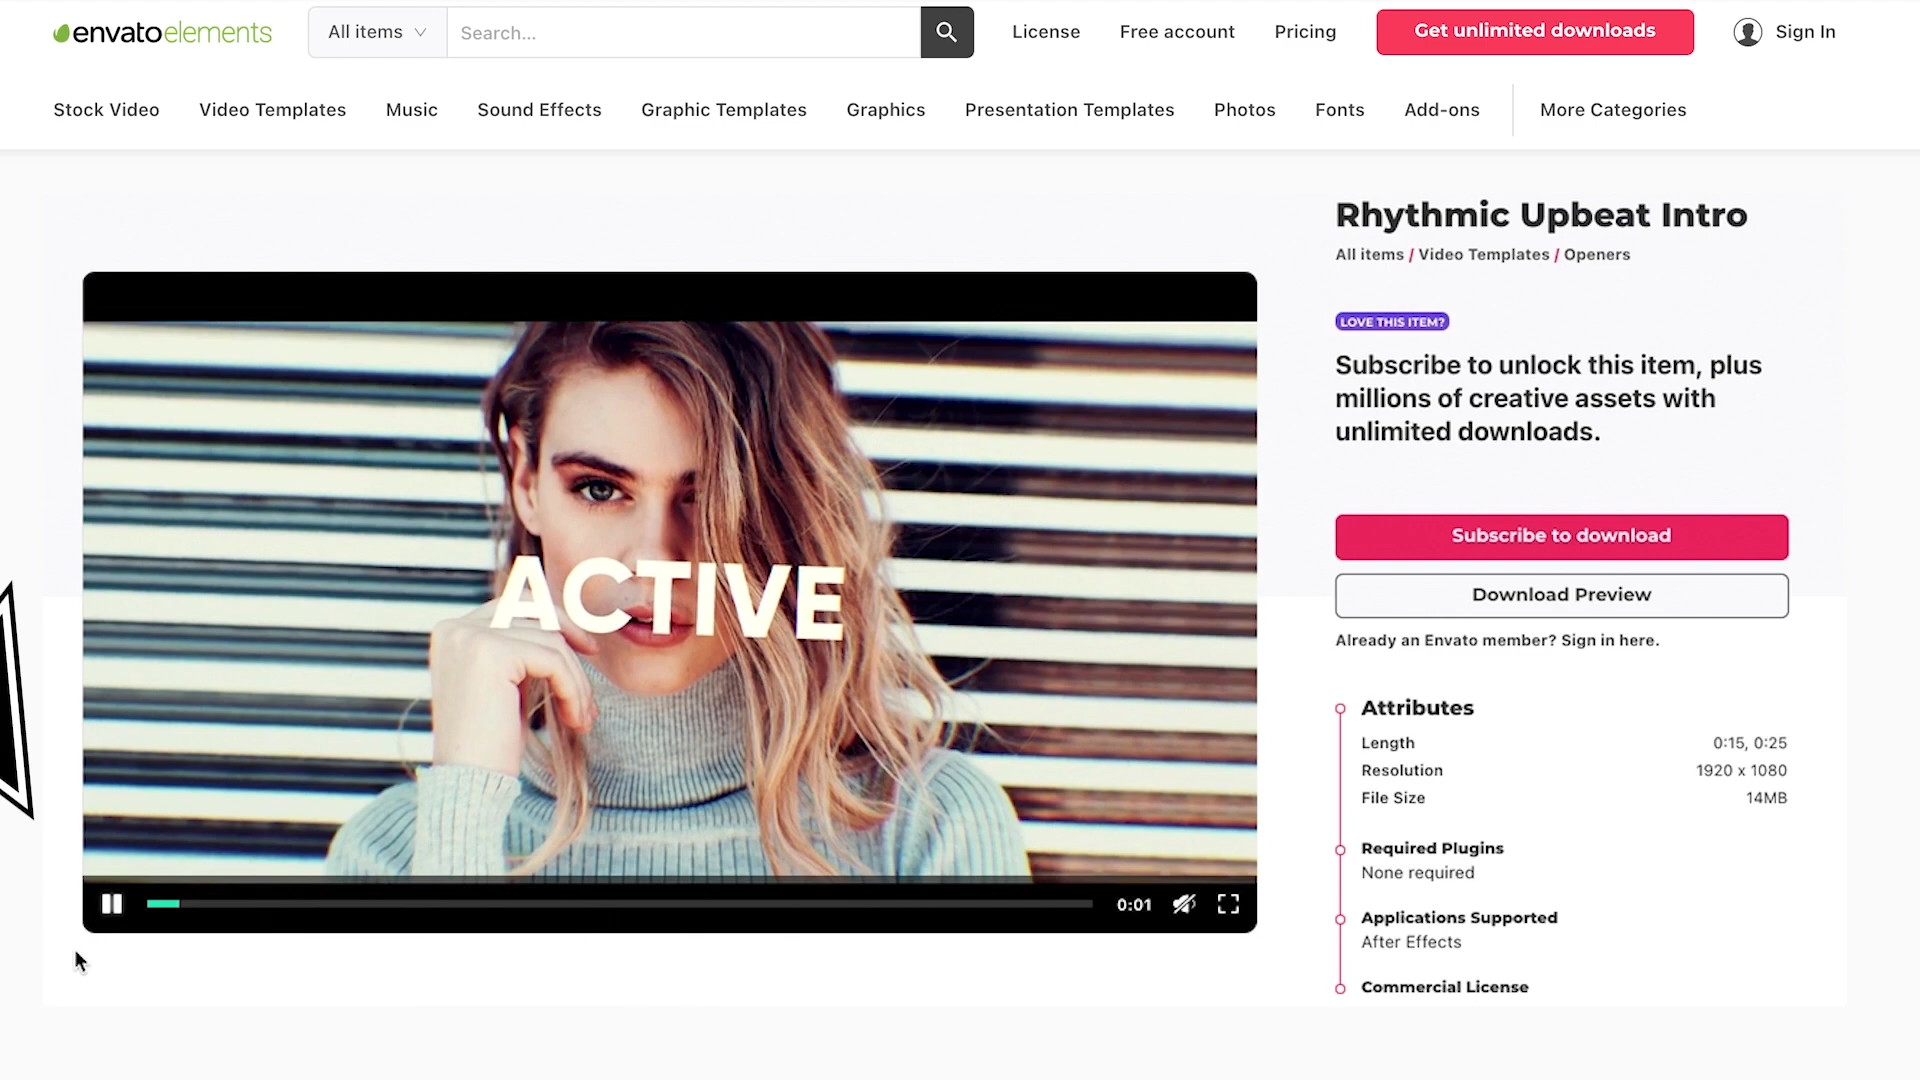 envatoelements
All items
Search...
License
Free account
Pricing
Get unlimited downloads
Sign In
Stock Video
Video Templates
Music
Sound Effects
Graphic Templates
Graphics
Presentation Templates
Photos
Fonts
Add-ons
More Categories
ACTIVE
0:01
Rhythmic Upbeat Intro
All items / Video Templates / Openers
LOVE THIS ITEM?
Subscribe to unlock this item, plus
millions of creative assets with
unlimited downloads.
Subscribe to download
Download Preview
Already an Envato member? Sign in here.
Attributes
Length 0:15, 0:25
Resolution 1920 x 1080
File Size 14MB
Required Plugins
None required
Applications Supported
After Effects
Commercial License